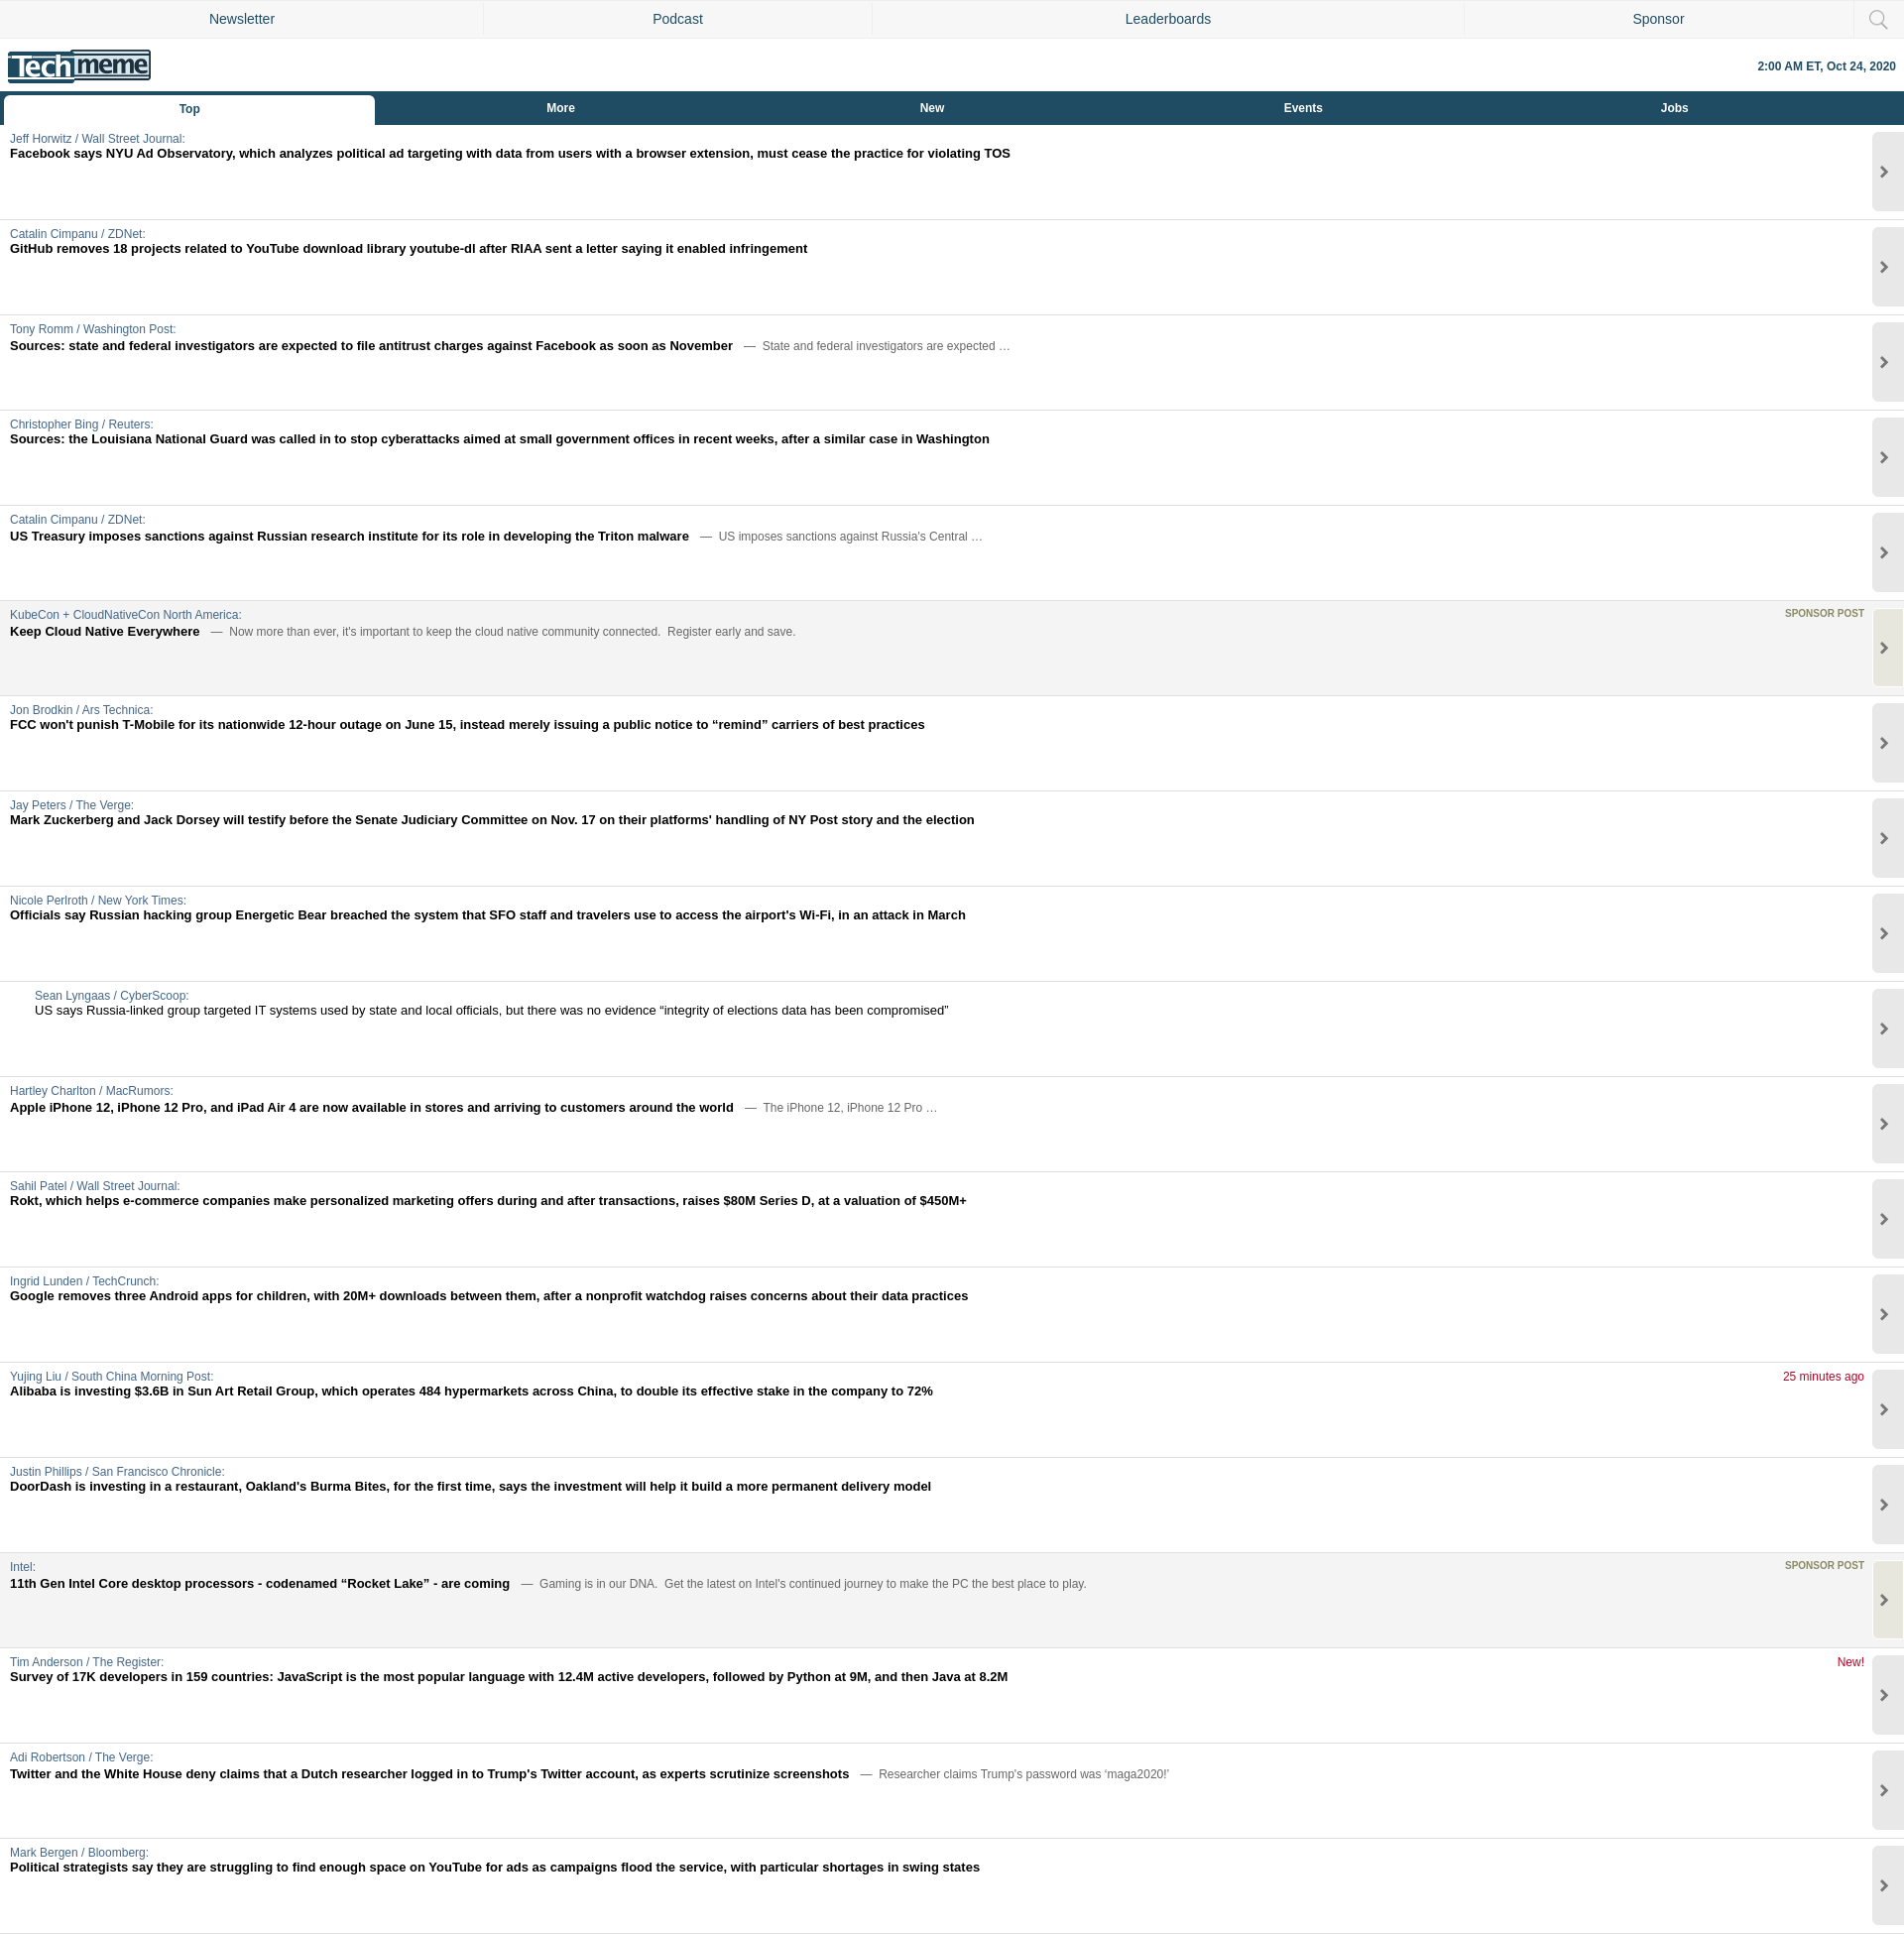 Newsletter
Podcast
Leaderboards
Sponsor
Techmeme
2:00 AM ET, Oct 24, 2020
Top
More
New
Events
Jobs
Jeff Horwitz / Wall Street Journal:
Facebook says NYU Ad Observatory, which analyzes political ad targeting with data from users with a browser extension, must cease the practice for violating TOS
Catalin Cimpanu / ZDNet:
GitHub removes 18 projects related to YouTube download library youtube-dl after RIAA sent a letter saying it enabled infringement
Tony Romm / Washington Post:
Sources: state and federal investigators are expected to file antitrust charges against Facebook as soon as November — State and federal investigators are expected …
Christopher Bing / Reuters:
Sources: the Louisiana National Guard was called in to stop cyberattacks aimed at small government offices in recent weeks, after a similar case in Washington
Catalin Cimpanu / ZDNet:
US Treasury imposes sanctions against Russian research institute for its role in developing the Triton malware — US imposes sanctions against Russia's Central …
KubeCon + CloudNativeCon North America:
SPONSOR POST
Keep Cloud Native Everywhere — Now more than ever, it's important to keep the cloud native community connected. Register early and save.
Jon Brodkin / Ars Technica:
FCC won't punish T-Mobile for its nationwide 12-hour outage on June 15, instead merely issuing a public notice to “remind” carriers of best practices
Jay Peters / The Verge:
Mark Zuckerberg and Jack Dorsey will testify before the Senate Judiciary Committee on Nov. 17 on their platforms' handling of NY Post story and the election
Nicole Perlroth / New York Times:
Officials say Russian hacking group Energetic Bear breached the system that SFO staff and travelers use to access the airport's Wi-Fi, in an attack in March
Sean Lyngaas / CyberScoop:
US says Russia-linked group targeted IT systems used by state and local officials, but there was no evidence “integrity of elections data has been compromised”
Hartley Charlton / MacRumors:
Apple iPhone 12, iPhone 12 Pro, and iPad Air 4 are now available in stores and arriving to customers around the world — The iPhone 12, iPhone 12 Pro …
Sahil Patel / Wall Street Journal:
Rokt, which helps e-commerce companies make personalized marketing offers during and after transactions, raises $80M Series D, at a valuation of $450M+
Ingrid Lunden / TechCrunch:
Google removes three Android apps for children, with 20M+ downloads between them, after a nonprofit watchdog raises concerns about their data practices
Yujing Liu / South China Morning Post:
25 minutes ago
Alibaba is investing $3.6B in Sun Art Retail Group, which operates 484 hypermarkets across China, to double its effective stake in the company to 72%
Justin Phillips / San Francisco Chronicle:
DoorDash is investing in a restaurant, Oakland's Burma Bites, for the first time, says the investment will help it build a more permanent delivery model
Intel:
SPONSOR POST
11th Gen Intel Core desktop processors - codenamed “Rocket Lake” - are coming — Gaming is in our DNA. Get the latest on Intel's continued journey to make the PC the best place to play.
Tim Anderson / The Register:
New!
Survey of 17K developers in 159 countries: JavaScript is the most popular language with 12.4M active developers, followed by Python at 9M, and then Java at 8.2M
Adi Robertson / The Verge:
Twitter and the White House deny claims that a Dutch researcher logged in to Trump's Twitter account, as experts scrutinize screenshots — Researcher claims Trump's password was ‘maga2020!’
Mark Bergen / Bloomberg:
Political strategists say they are struggling to find enough space on YouTube for ads as campaigns flood the service, with particular shortages in swing states